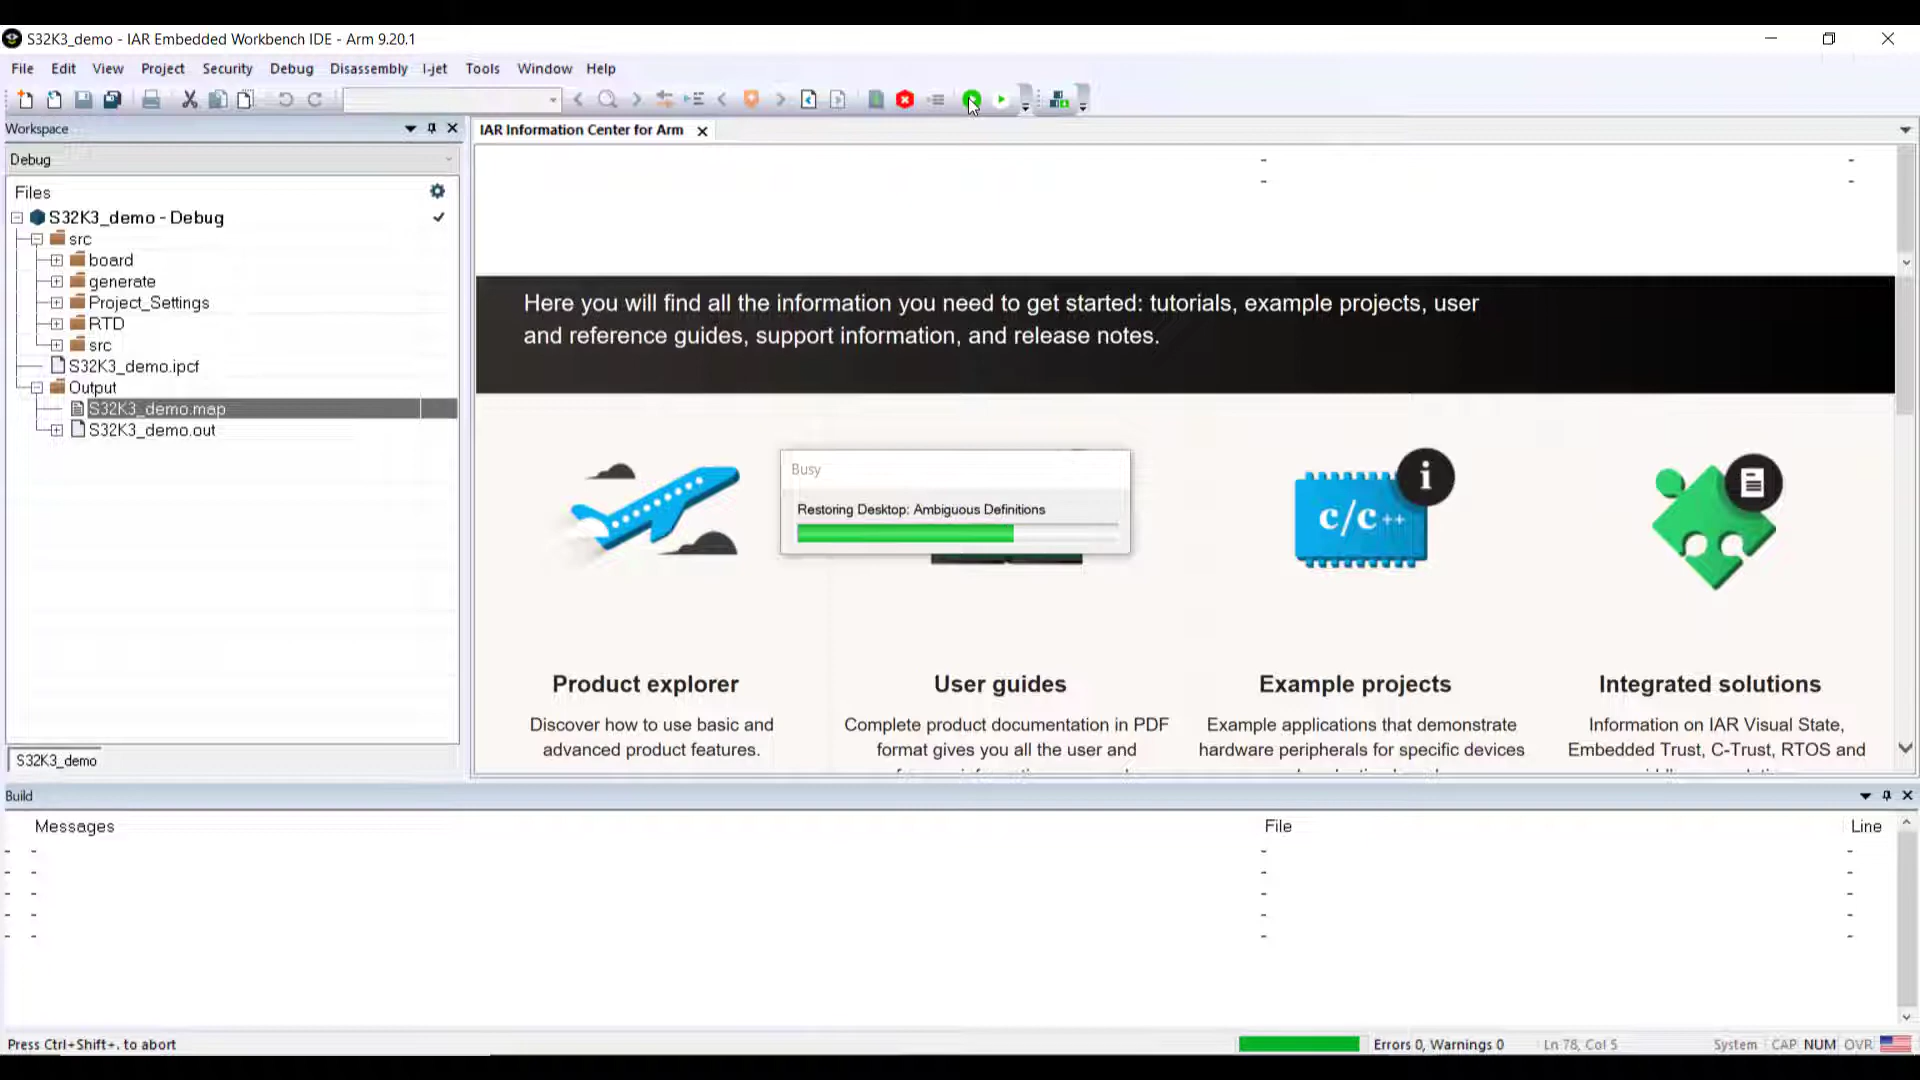 S32K3_demo - IAR Embedded Workbench IDE - Arm 9.20.1
File Edit View Project Security Debug Disassembly I-jet Tools Window Help
Workspace
IAR Information Center for Arm
Debug
Files
S32K3_demo - Debug
src
board
generate
Project_Settings
RTD
src
S32K3_demo.ipcf
Output
S32K3_demo.map
S32K3_demo.out
S32K3_demo
Here you will find all the information you need to get started: tutorials, example projects, user
and reference guides, support information, and release notes.
Busy
Restoring Desktop: Ambiguous Definitions
i
c/c++
Product explorer
Discover how to use basic and
advanced product features.
User guides
Complete product documentation in PDF
format gives you all the user and
Example projects
Example applications that demonstrate
hardware peripherals for specific devices
Integrated solutions
Information on IAR Visual State,
Embedded Trust, C-Trust, RTOS and
Build
Messages File Line
Press Ctrl+Shift+. to abort
Errors 0, Warnings 0
Ln 78, Col 5
System CAP NUM OVR